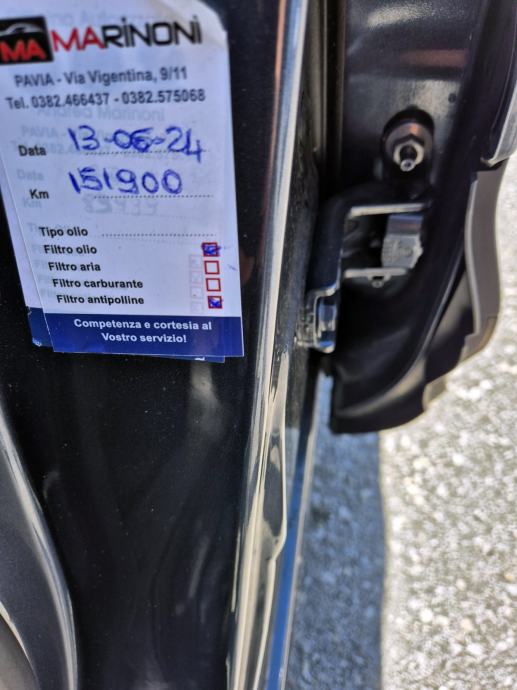 MA MARINONI
PAVIA - Via Vigentina, 9/11
Tel. 0382.466437 - 0382.575068
Data 13-06-24
Km 151900
Tipo olio
Filtro olio
Filtro aria
Filtro carburante
Filtro antipolline
Competenza e cortesia al
Vostro servizio!